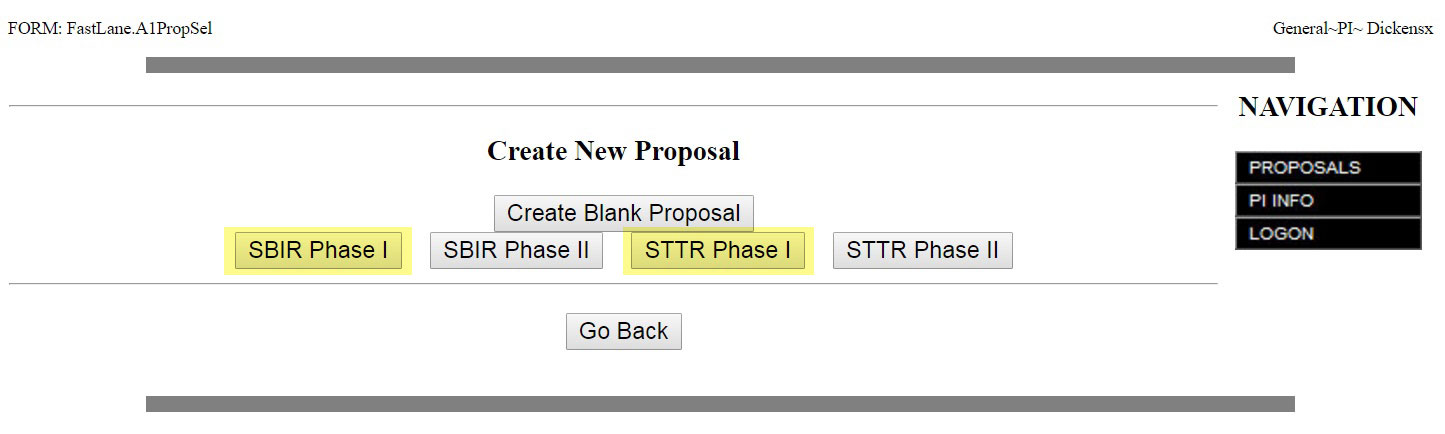 FORM: FastLane.A1PropSel
General~PI~ Dickensx
NAVIGATION
Create New Proposal
PROPOSALS
PI INFO
LOGON
Create Blank Proposal
SBIR Phase I SBIR Phase II STTR Phase I STTR Phase II
Go Back